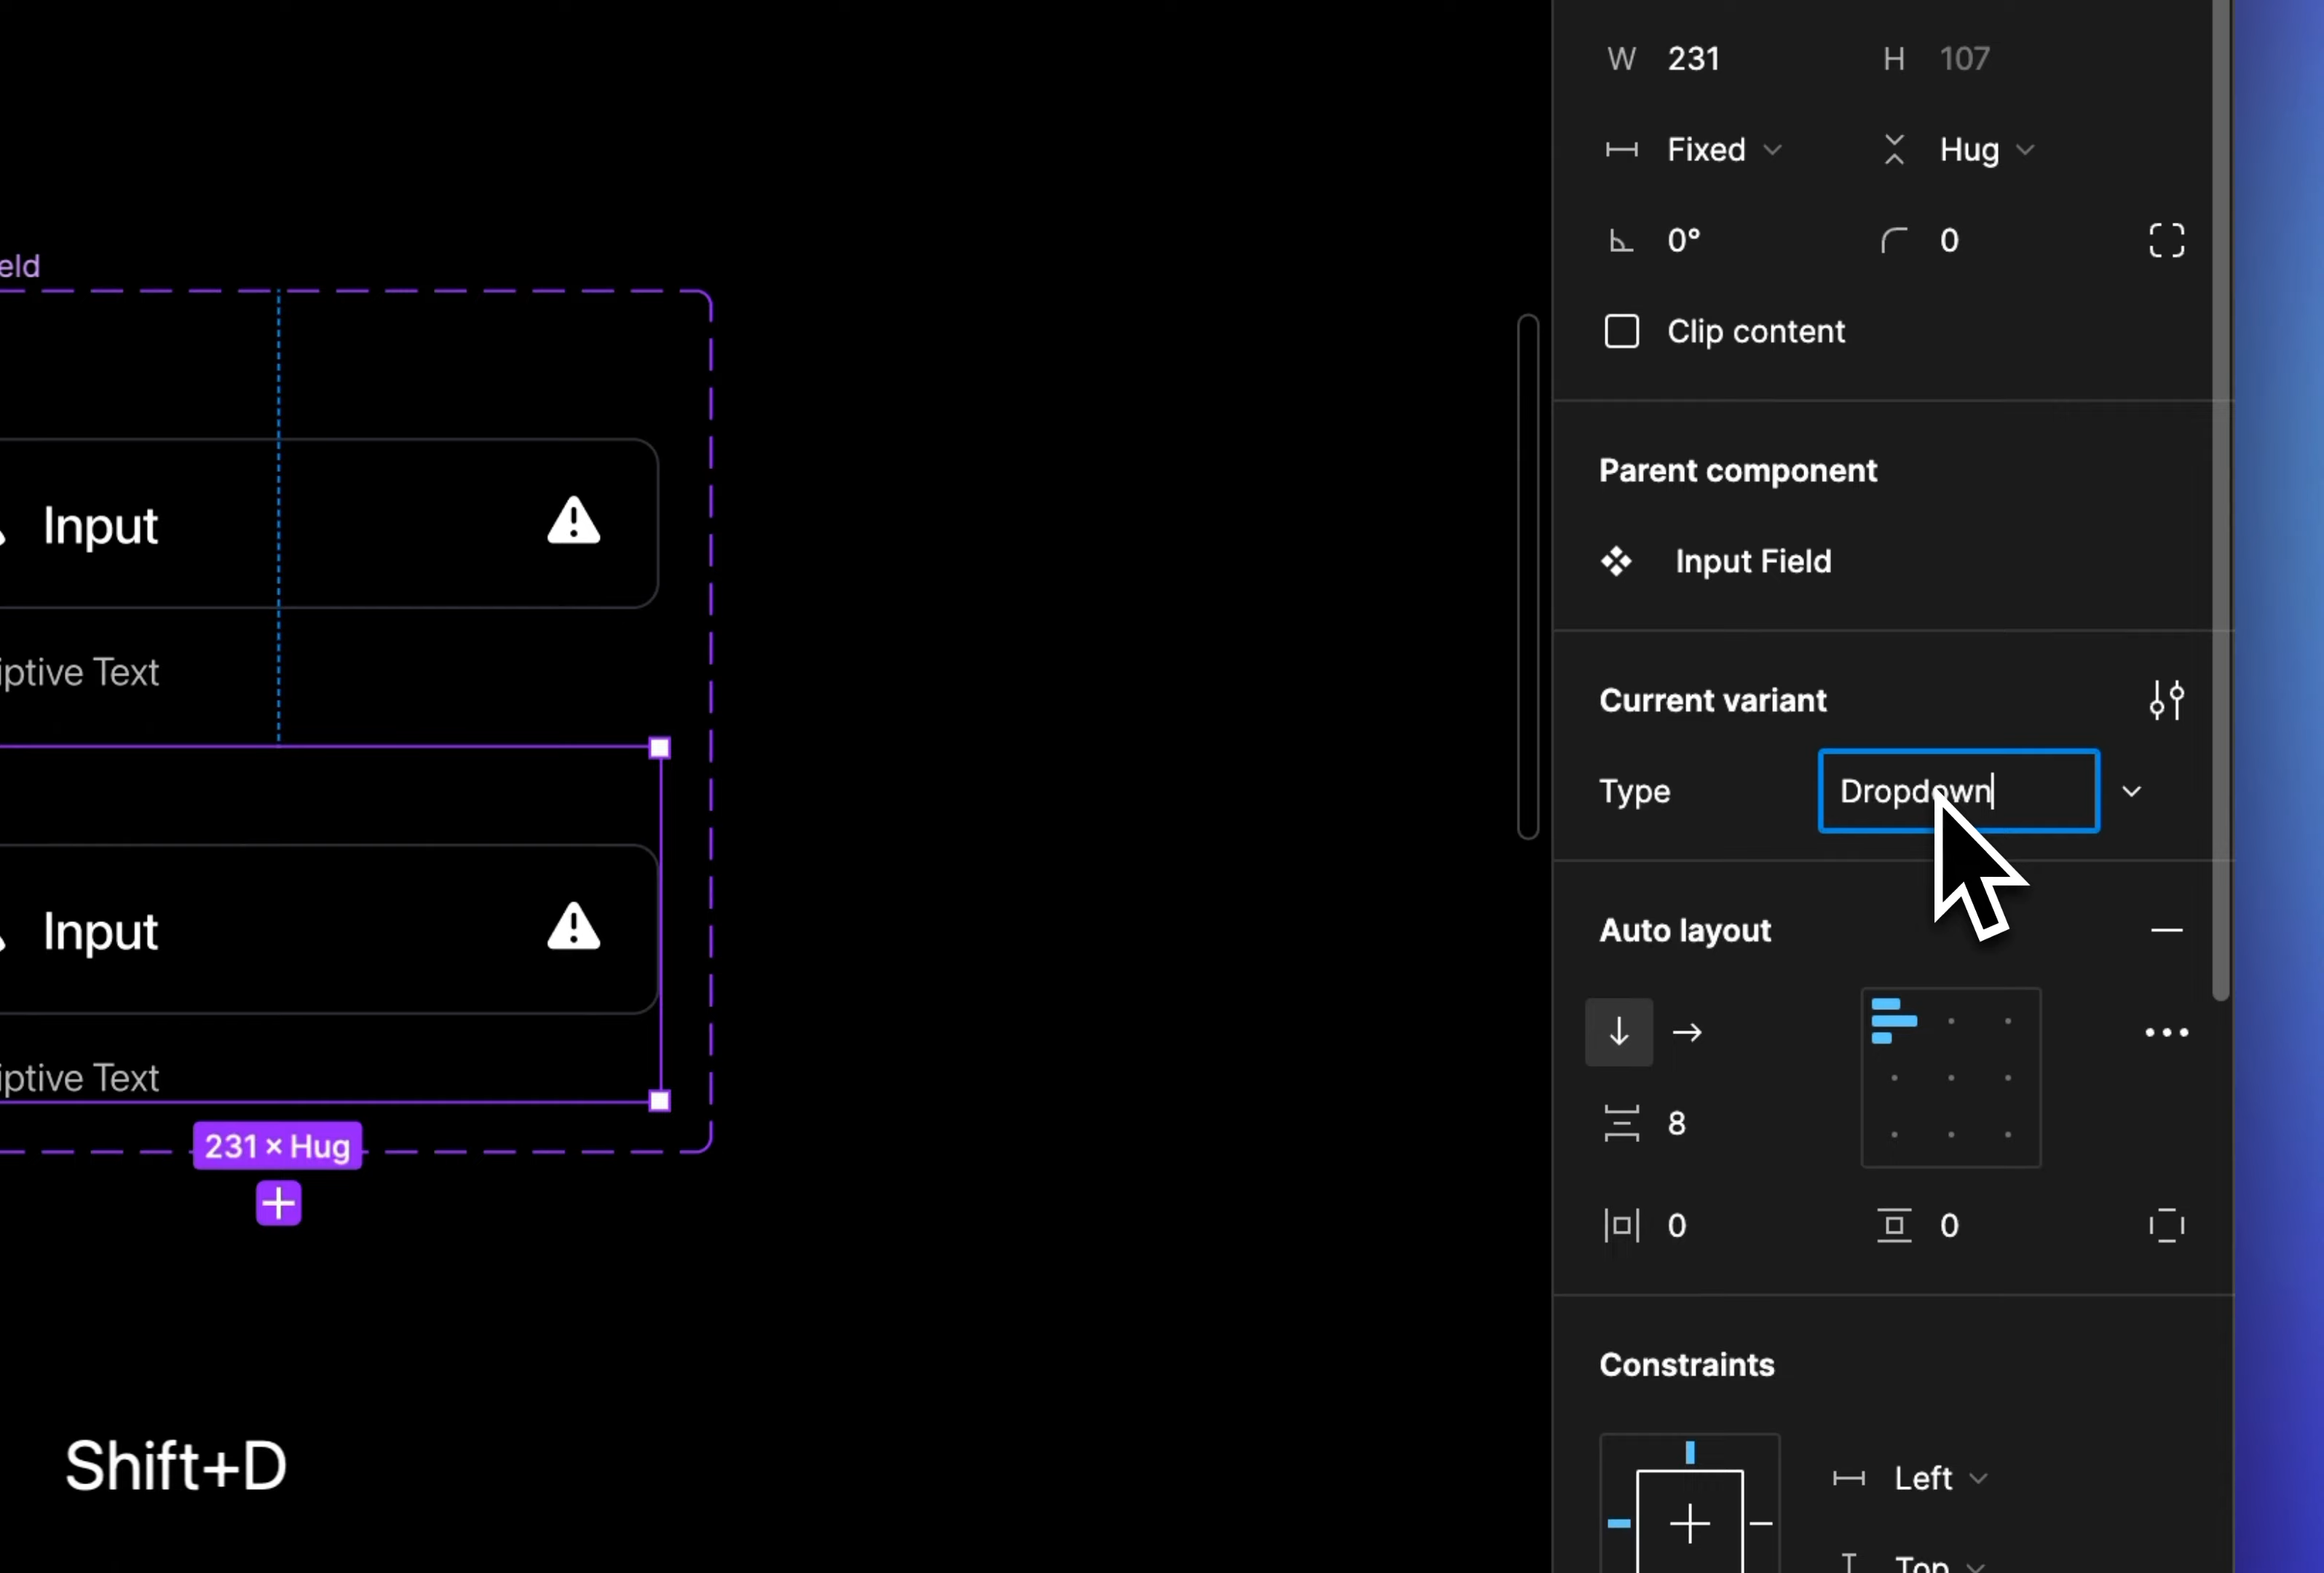 W 231 H 107
Fixed Hug
0° 0
Clip content
eld
Parent component
Input Field
Input
iptive Text
Current variant
Type Dropdown
Input
iptive Text
231 × Hug
Auto layout
8
0 0
Constraints
Left
Top
Shift+D